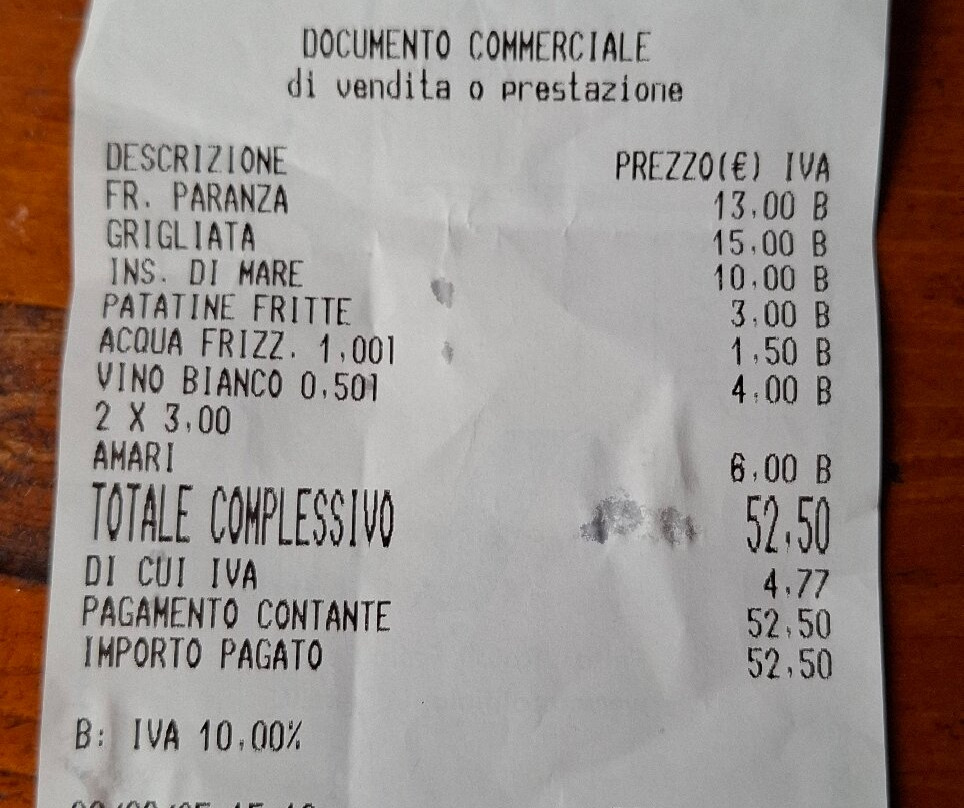 DOCUMENTO COMMERCIALE
di vendita o prestazione
DESCRIZIONE PREZZO(€) IVA
FR. PARANZA 13,00 B
GRIGLIATA 15,00 B
INS. DI MARE 10,00 B
PATATINE FRITTE 3,00 B
ACQUA FRIZZ. 1,00l 1,50 B
VINO BIANCO 0,50l 4,00 B
2 X 3,00
AMARI 6,00 B
TOTALE COMPLESSIVO 52,50
DI CUI IVA 4,77
PAGAMENTO CONTANTE 52,50
IMPORTO PAGATO 52,50
B: IVA 10,00%